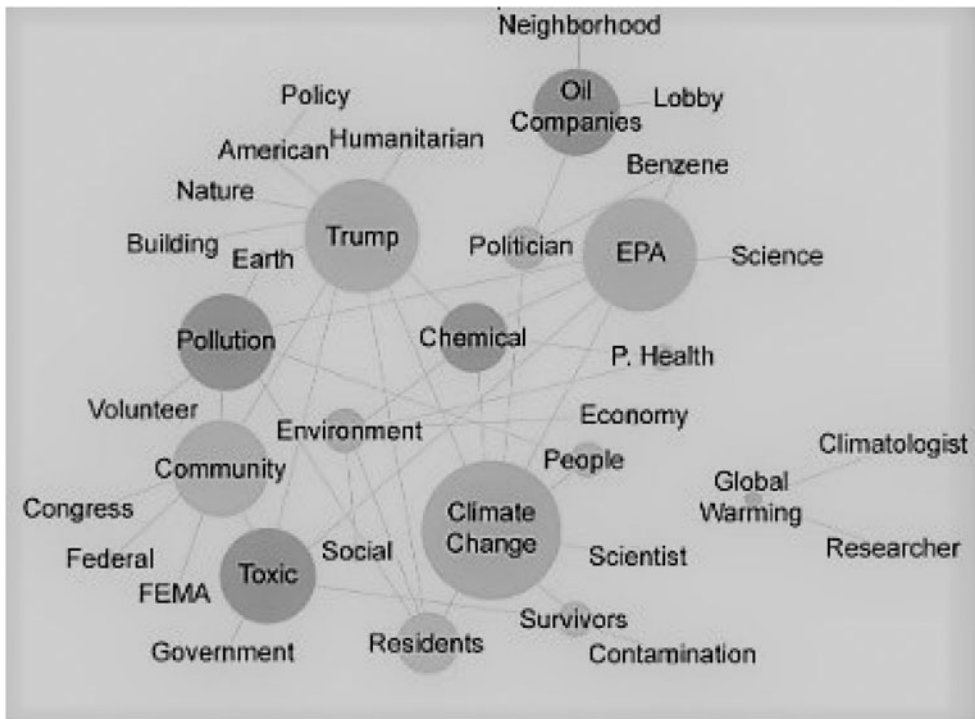 Neighborhood
Oil
Companies
Lobby
Policy
Humanitarian
American
Benzene
Nature
Trump
Politician
EPA
Science
Building
Earth
Pollution
Chemical
P. Health
Volunteer
Environment
Economy
Community
People
Climatologist
Global
Warming
Congress
Climate
Change
Researcher
Federal
Social
Scientist
FEMA
Toxic
Survivors
Government
Residents
Contamination